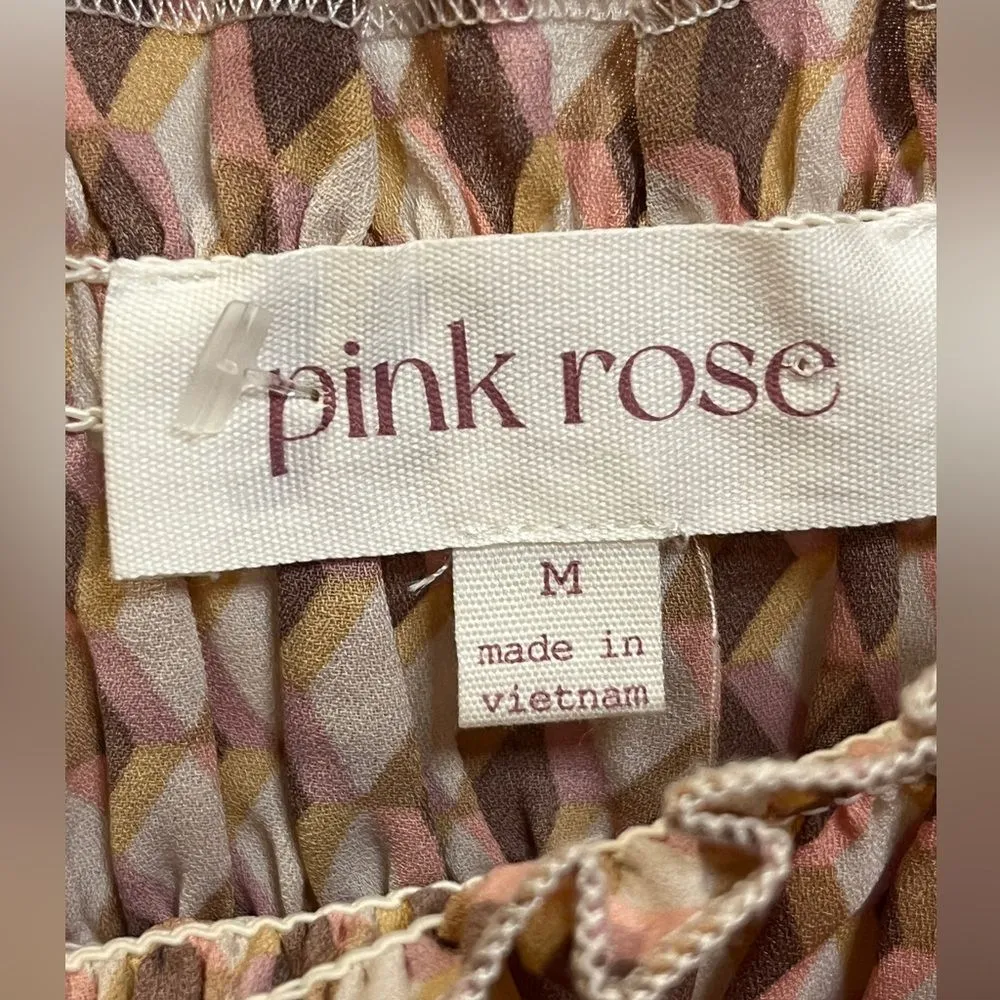 pink rose
M
made in
vietnam